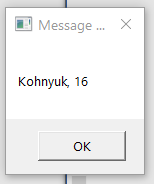 Message ...
Kohnyuk, 16
OK